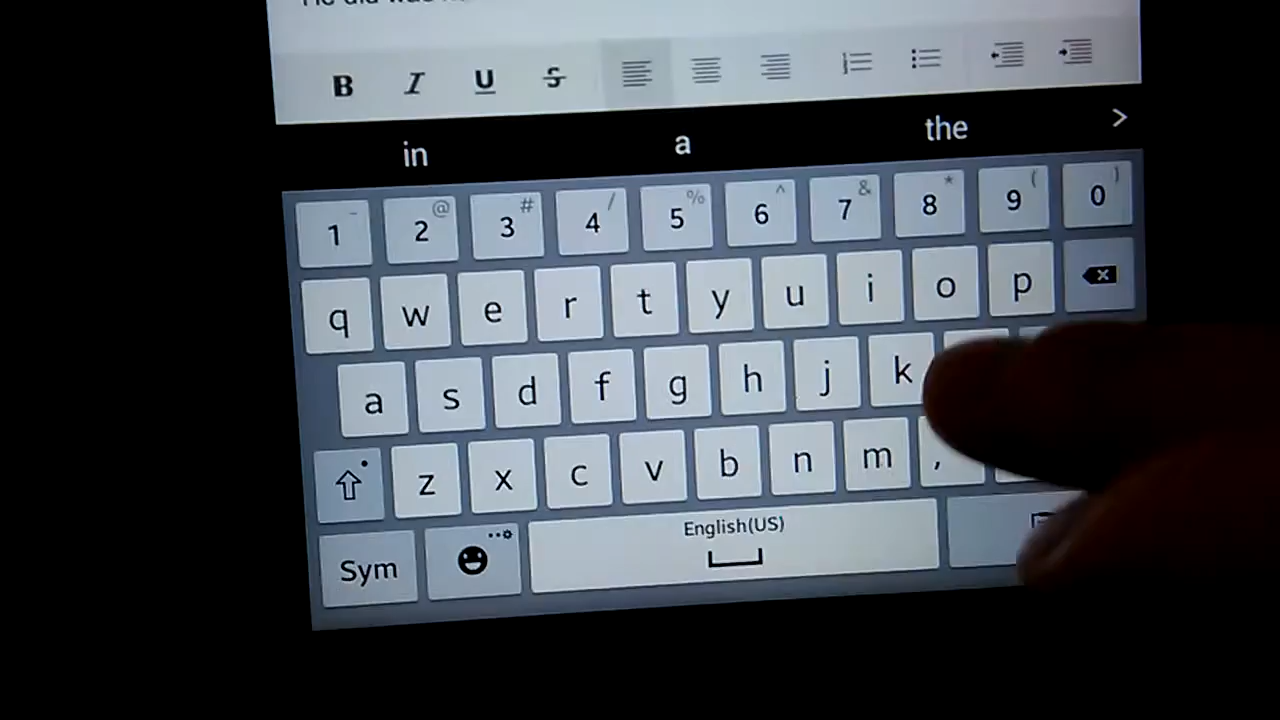 B I U S
in a the >
1 - 2 @ 3 # 4 / 5 % 6 ^ 7 & 8 * 9 ( 0 )
q w e r t y u i o p
a s d f g h j k
z x c v b n m ,
Sym English(US)